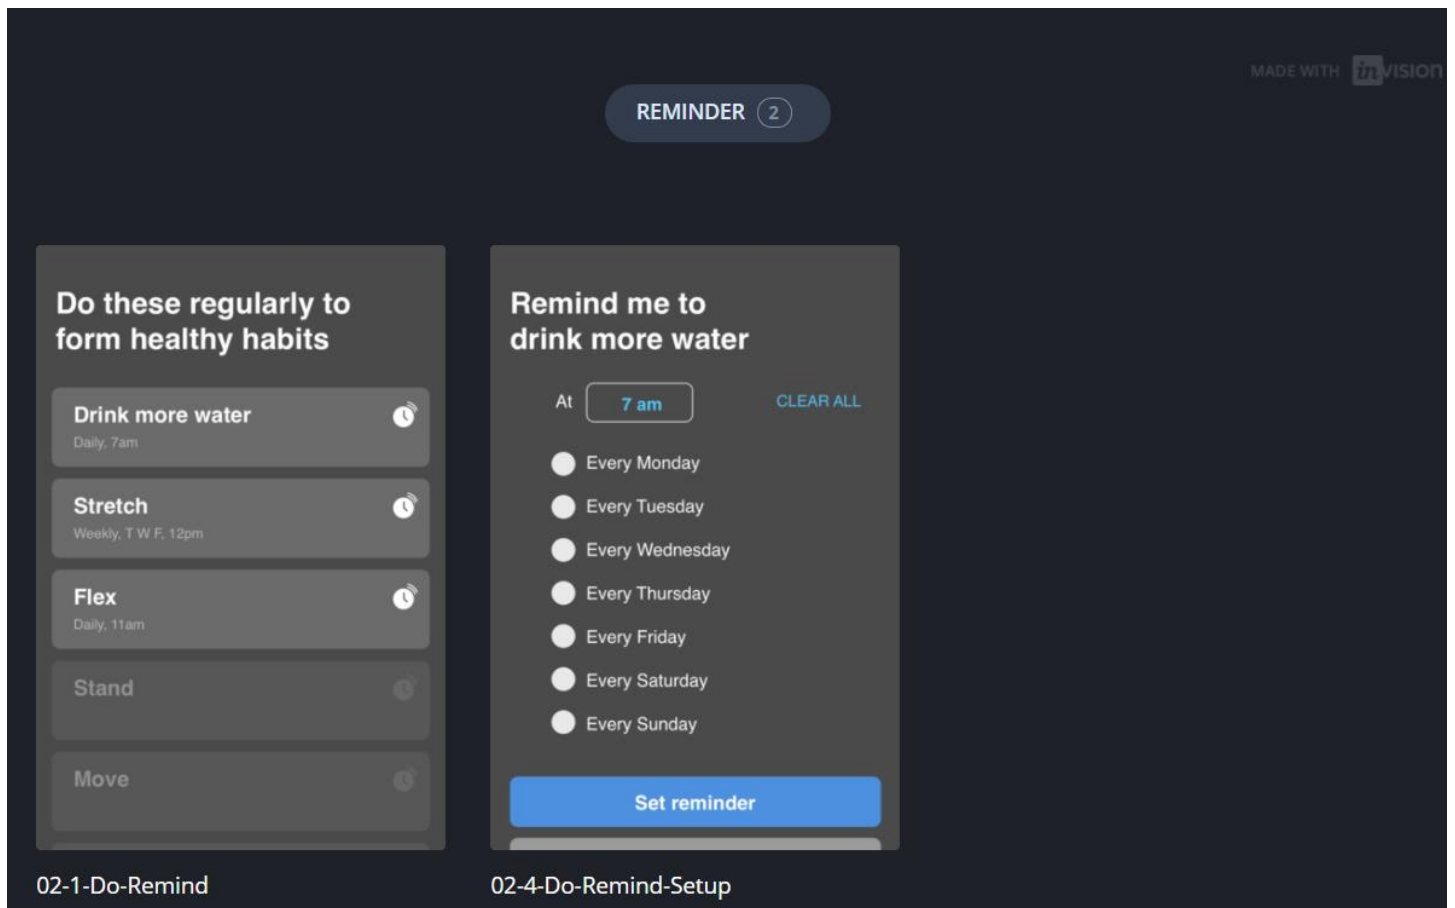 MADE WITH inVISION
REMINDER 2
Do these regularly to
form healthy habits
Drink more water
Daily, 7am
Stretch
Weekly, T W F, 12pm
Flex
Daily, 11am
Stand
Move
02-1-Do-Remind
Remind me to
drink more water
At 7 am CLEAR ALL
Every Monday
Every Tuesday
Every Wednesday
Every Thursday
Every Friday
Every Saturday
Every Sunday
Set reminder
02-4-Do-Remind-Setup